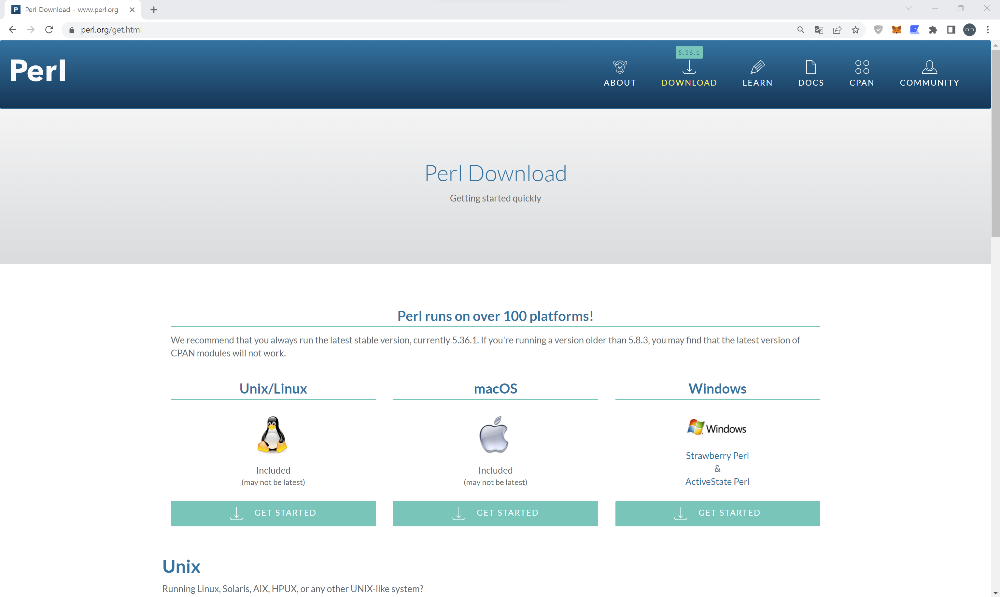 Perl Download - www.perl.org
perl.org/get.html
Perl
5.36.1
ABOUT
DOWNLOAD
LEARN
DOCS
CPAN
COMMUNITY
Perl Download
Getting started quickly
Perl runs on over 100 platforms!
We recommend that you always run the latest stable version, currently 5.36.1. If you're running a version older than 5.8.3, you may find that the latest version of
CPAN modules will not work.
Unix/Linux
Included
(may not be latest)
GET STARTED
macOS
Included
(may not be latest)
GET STARTED
Windows
Windows
Strawberry Perl
&
ActiveState Perl
GET STARTED
Unix
Running Linux, Solaris, AIX, HPUX, or any other UNIX-like system?